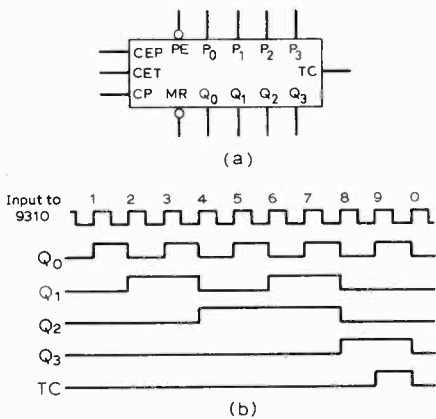 CEP PE P0 P1 P2 P3
CET TC
CP MR Q0 Q1 Q2 Q3
(a)
Input to 9310 1 2 3 4 5 6 7 8 9 0
Q0
Q1
Q2
Q3
TC
(b)